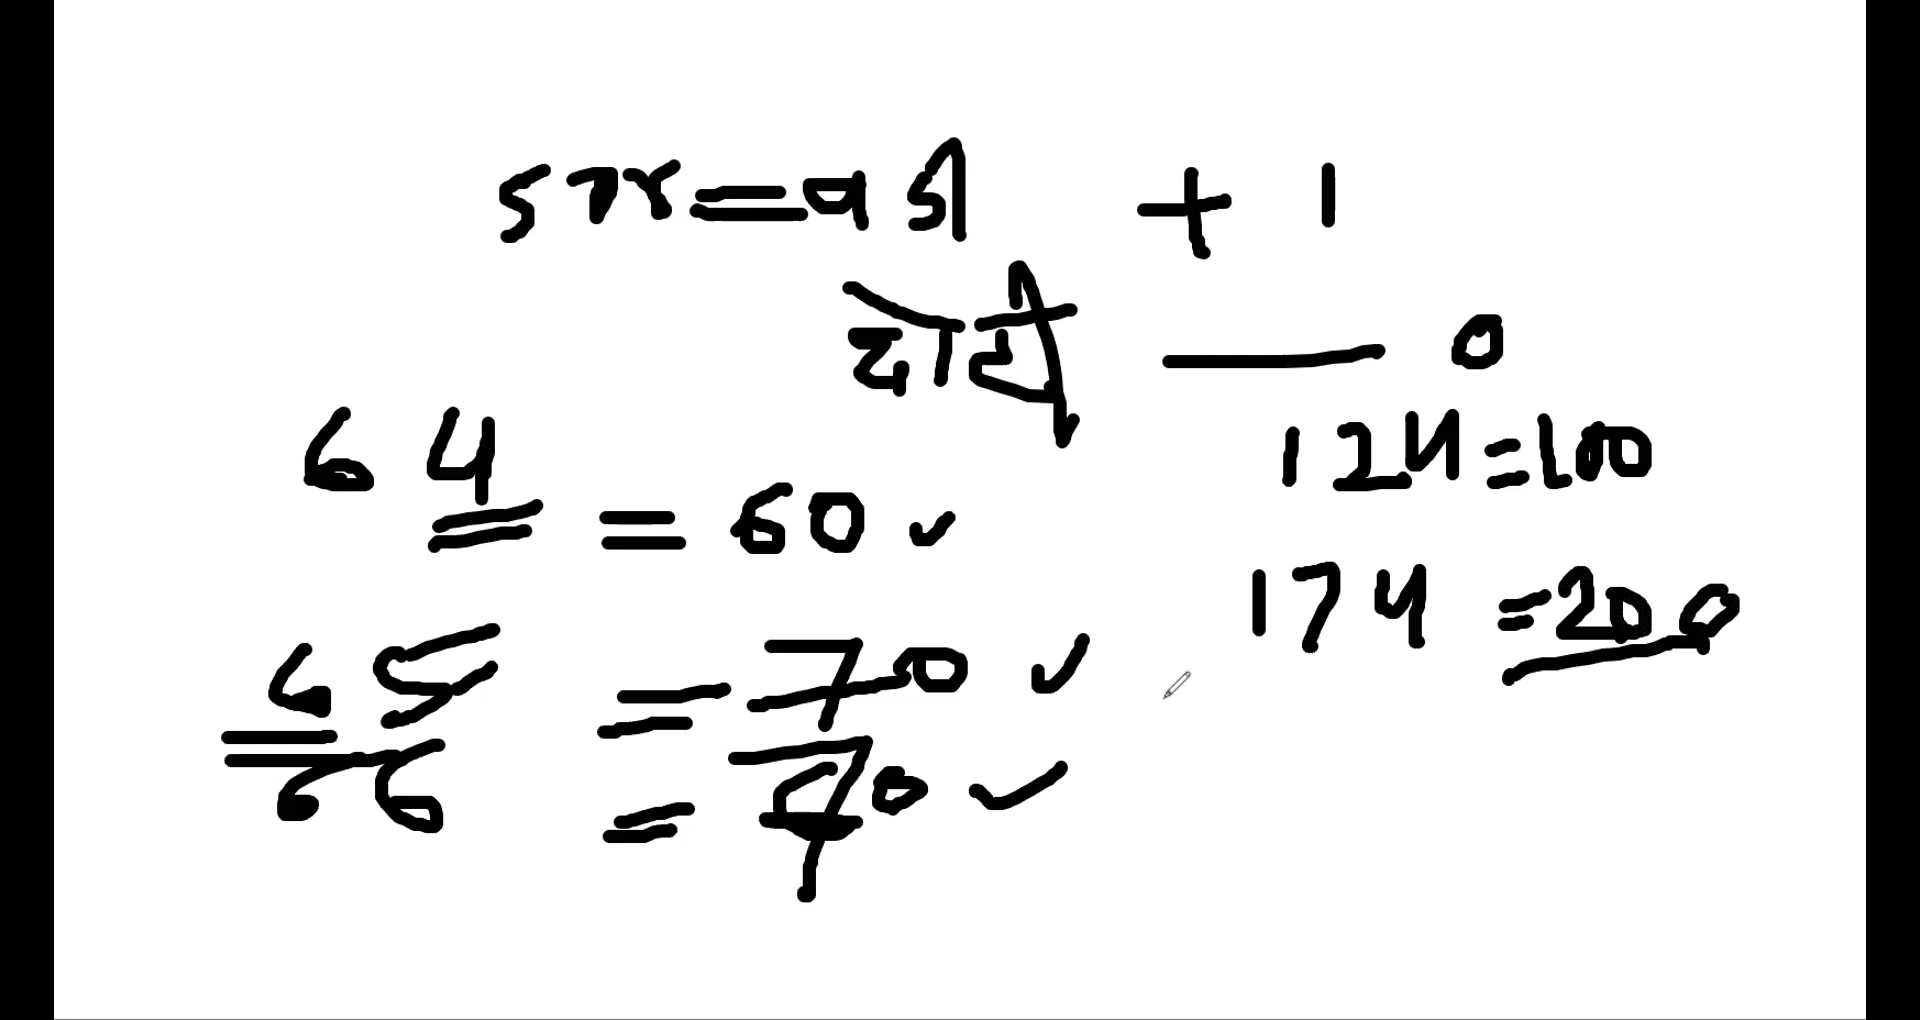 5 या = बड़ी + 1
0
64 = 60 ✓
124 = 100
65 = 70 ✓
174 = 200
66 = 70 ✓